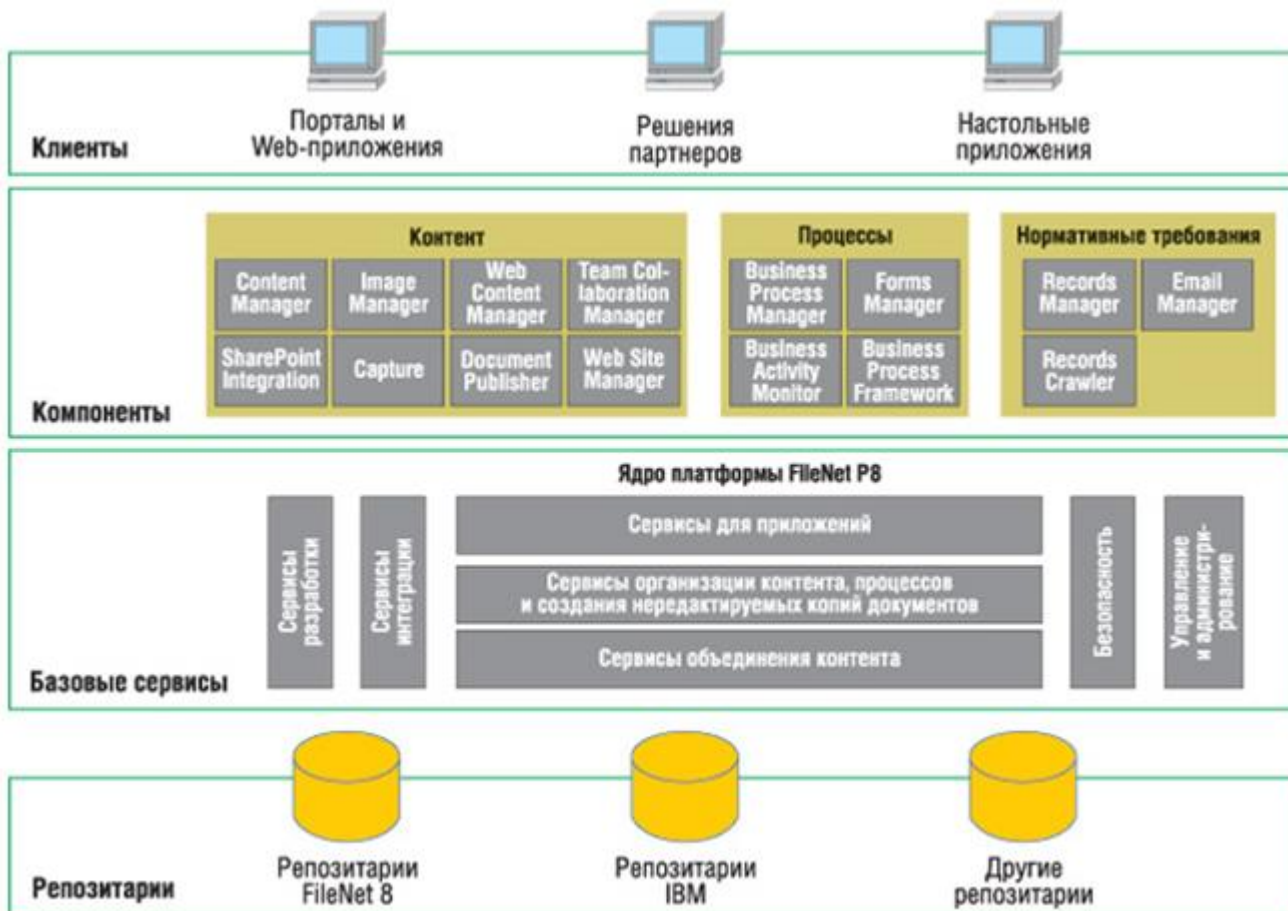 Порталы и
Web-приложения
Решения
партнеров
Настольные
приложения
Клиенты
Контент
Content
Manager
Image
Manager
Web
Content
Manager
Team Col-
laboration
Manager
SharePoint
Integration
Capture
Document
Publisher
Web Site
Manager
Процессы
Business
Process
Manager
Forms
Manager
Business
Activity
Monitor
Business
Process
Framework
Нормативные требования
Records
Manager
Email
Manager
Records
Crawler
Компоненты
Ядро платформы FileNet P8
Сервисы
разработки
Сервисы
интеграции
Сервисы для приложений
Сервисы организации контента, процессов
и создания нередактируемых копий документов
Сервисы объединения контента
Безопасность
Управление
и администри-
рование
Базовые сервисы
Репозитарии
FileNet 8
Репозитарии
IBM
Другие
репозитарии
Репозитарии